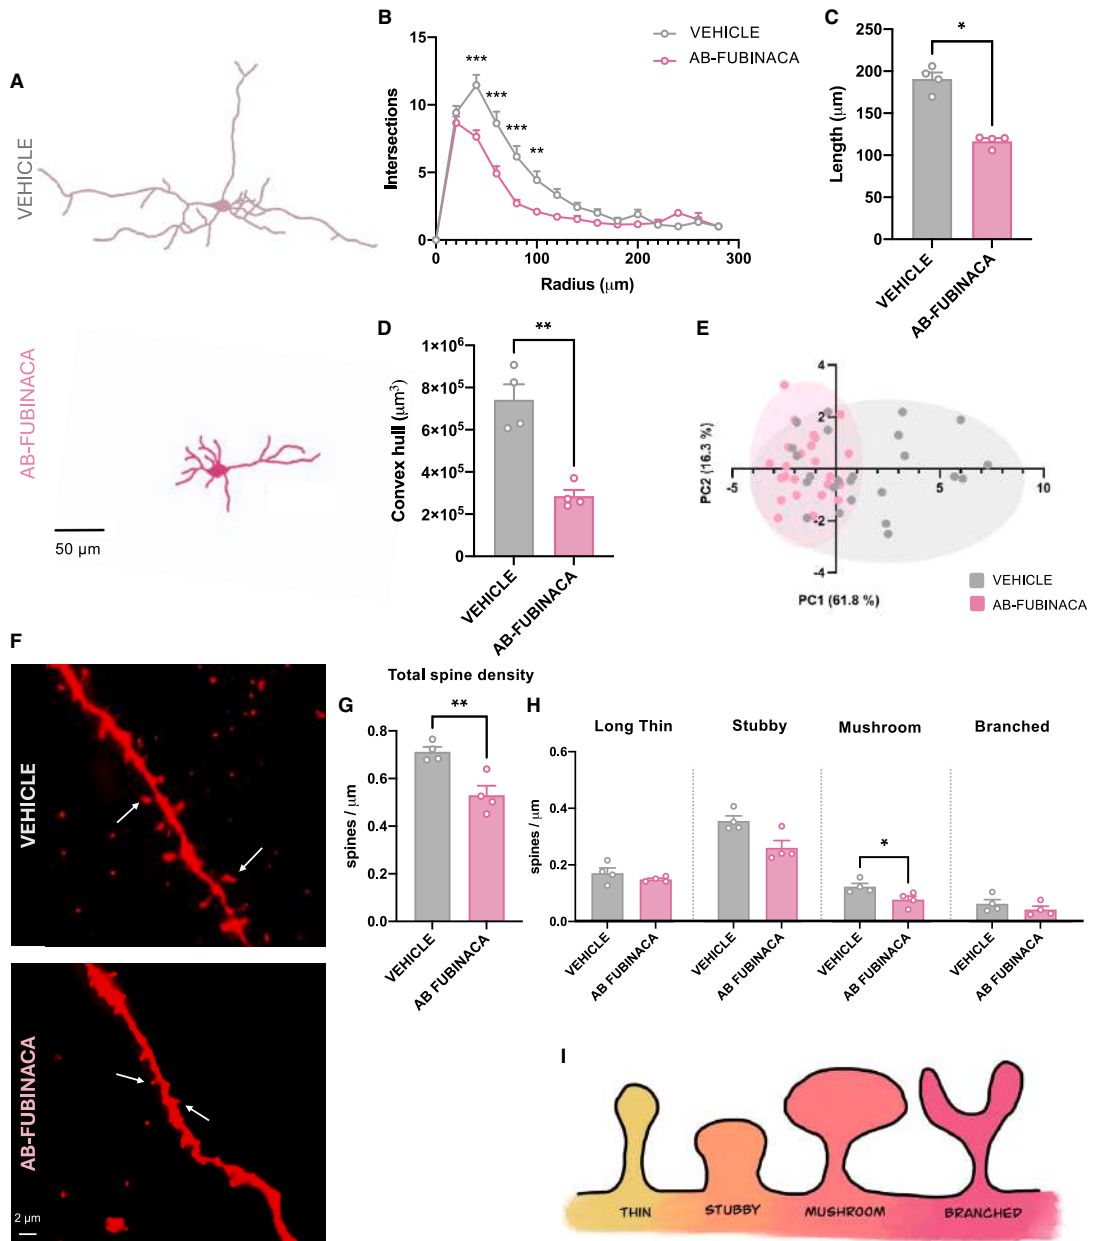 A
VEHICLE
AB-FUBINACA
50 µm
B
VEHICLE
AB-FUBINACA
15
10
5
0
Intersections
***
***
***
**
0
100
200
300
Radius (µm)
C
250
200
150
100
50
0
Length (µm)
*
VEHICLE
AB-FUBINACA
D
1×10⁶
8×10⁵
6×10⁵
4×10⁵
2×10⁵
0
Convex hull (µm³)
**
VEHICLE
AB-FUBINACA
E
4
2
-2
-4
-5
5
10
PC2 (16.3 %)
PC1 (61.8 %)
VEHICLE
AB-FUBINACA
F
VEHICLE
AB-FUBINACA
2 µm
G
Total spine density
0.8
0.6
0.4
0.2
0.0
spines / µm
**
VEHICLE
AB FUBINACA
H
Long Thin
Stubby
Mushroom
Branched
0.6
0.4
0.2
0.0
spines / µm
*
VEHICLE
AB FUBINACA
VEHICLE
AB FUBINACA
VEHICLE
AB FUBINACA
VEHICLE
AB FUBINACA
I
THIN
STUBBY
MUSHROOM
BRANCHED